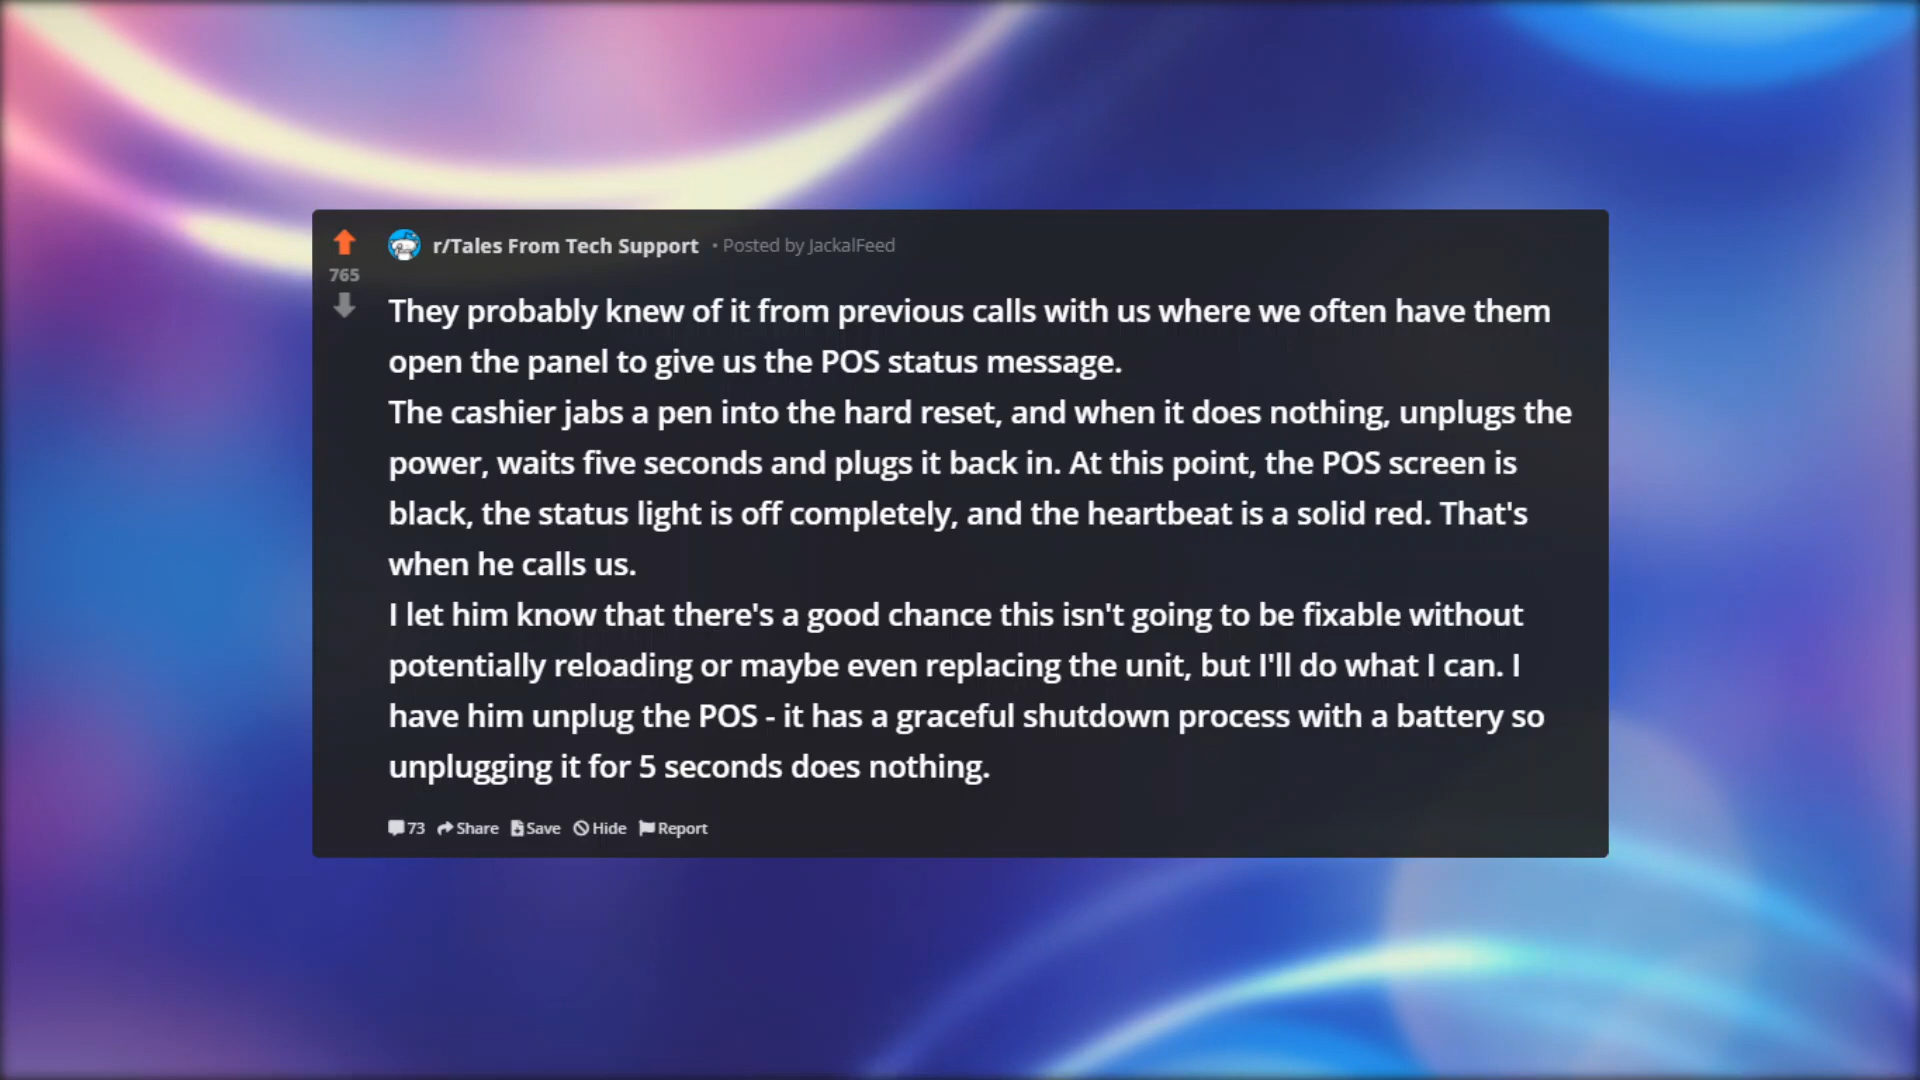 r/Tales From Tech Support • Posted by JackalFeed
765
They probably knew of it from previous calls with us where we often have them
open the panel to give us the POS status message.
The cashier jabs a pen into the hard reset, and when it does nothing, unplugs the
power, waits five seconds and plugs it back in. At this point, the POS screen is
black, the status light is off completely, and the heartbeat is a solid red. That's
when he calls us.
I let him know that there's a good chance this isn't going to be fixable without
potentially reloading or maybe even replacing the unit, but I'll do what I can. I
have him unplug the POS - it has a graceful shutdown process with a battery so
unplugging it for 5 seconds does nothing.
73 Share Save Hide Report